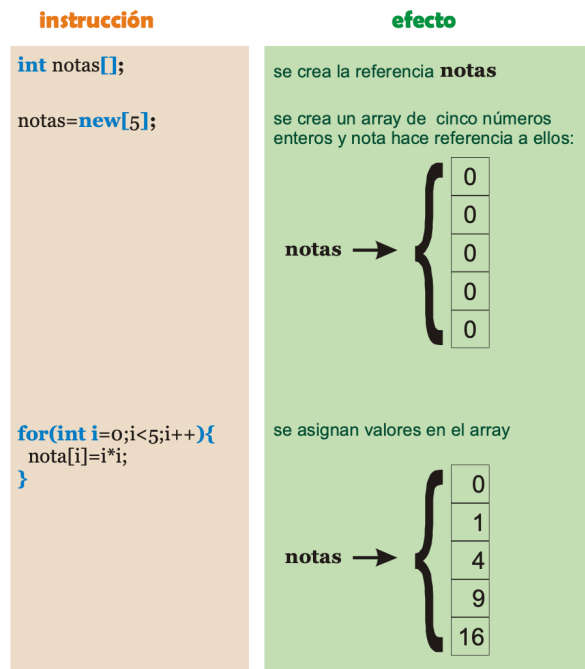 instrucción
efecto
int notas[];
se crea la referencia notas
notas=new[5];
se crea un array de cinco números
enteros y nota hace referencia a ellos:
notas
0
0
0
0
0
for(int i=0;i<5;i++){
nota[i]=i*i;
}
se asignan valores en el array
notas
0
1
4
9
16